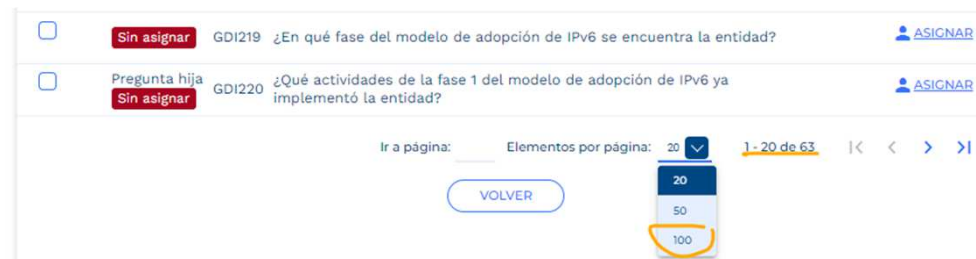 Sin asignar GDI219 ¿En qué fase del modelo de adopción de IPv6 se encuentra la entidad? ASIGNAR
Pregunta hija
Sin asignar
GDI220
¿Qué actividades de la fase 1 del modelo de adopción de IPv6 ya
implementó la entidad?
ASIGNAR
Ir a página: Elementos por página: 20 1 - 20 de 63
VOLVER
20
50
100